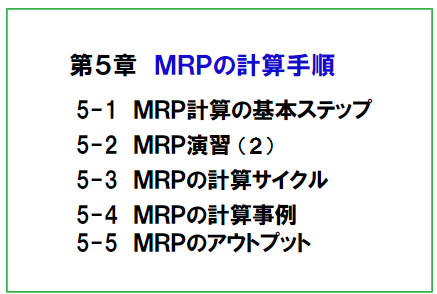 第5章 MRPの計算手順
5-1 MRP計算の基本ステップ
5-2 MRP演習（2）
5-3 MRPの計算サイクル
5-4 MRPの計算事例
5-5 MRPのアウトプット